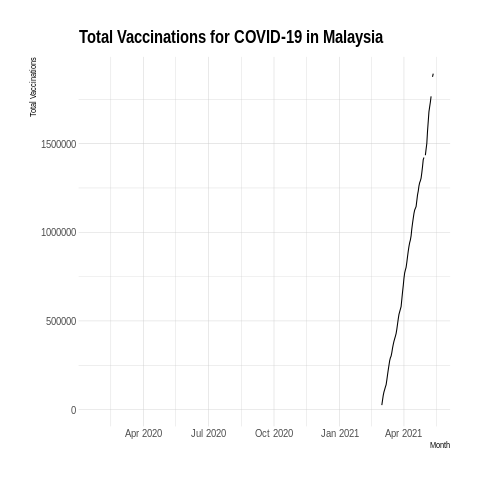 Total Vaccinations for COVID-19 in Malaysia
Total Vaccinations
1500000
1000000
500000
0
Apr 2020 Jul 2020 Oct 2020 Jan 2021 Apr 2021
Month